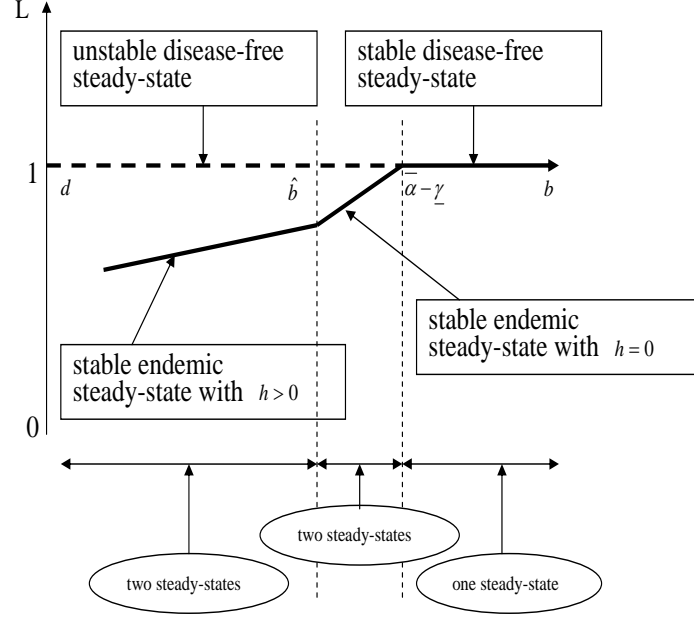 L
unstable disease-free
steady-state
stable disease-free
steady-state
1
d
b̂
α̅ − γ̲
b
stable endemic
steady-state with h = 0
stable endemic
steady-state with h > 0
0
two steady-states
two steady-states
one steady-state